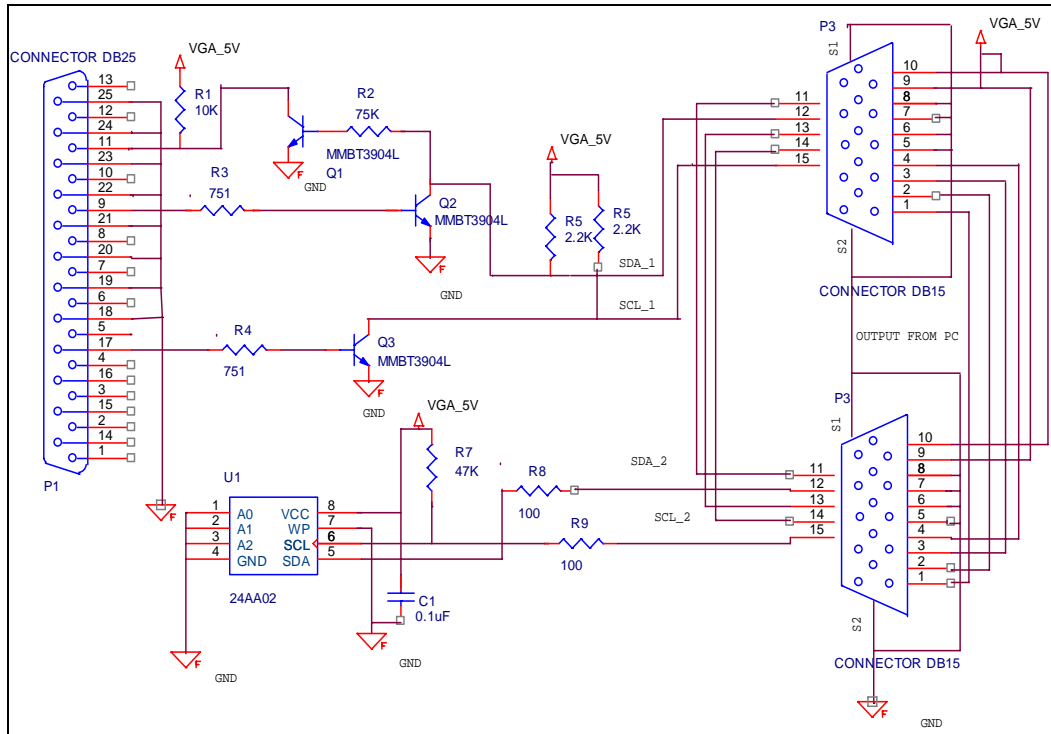 CONNECTOR DB25
13
25
12
24
11
23
10
22
9
21
8
20
7
19
6
18
5
17
4
16
3
15
2
14
1
P1
VGA_5V
R1
10K
R2
75K
MMBT3904L
Q1
GND
R3
751
Q2
MMBT3904L
GND
R4
751
Q3
MMBT3904L
GND
VGA_5V
R5
2.2K
R5
2.2K
SDA_1
SCL_1
P3
S1
VGA_5V
11
12
13
14
15
10
9
8
7
6
5
4
3
2
1
S2
CONNECTOR DB15
OUTPUT FROM PC
VGA_5V
R7
47K
R8
100
SDA_2
SCL_2
R9
100
U1
1
2
3
4
A0
A1
A2
GND
VCC
WP
SCL
SDA
8
7
6
5
24AA02
C1
0.1uF
F
GND
F
GND
P3
S1
11
12
13
14
15
10
9
8
7
6
5
4
3
2
1
S2
CONNECTOR DB15
F
GND
F
F
F
F